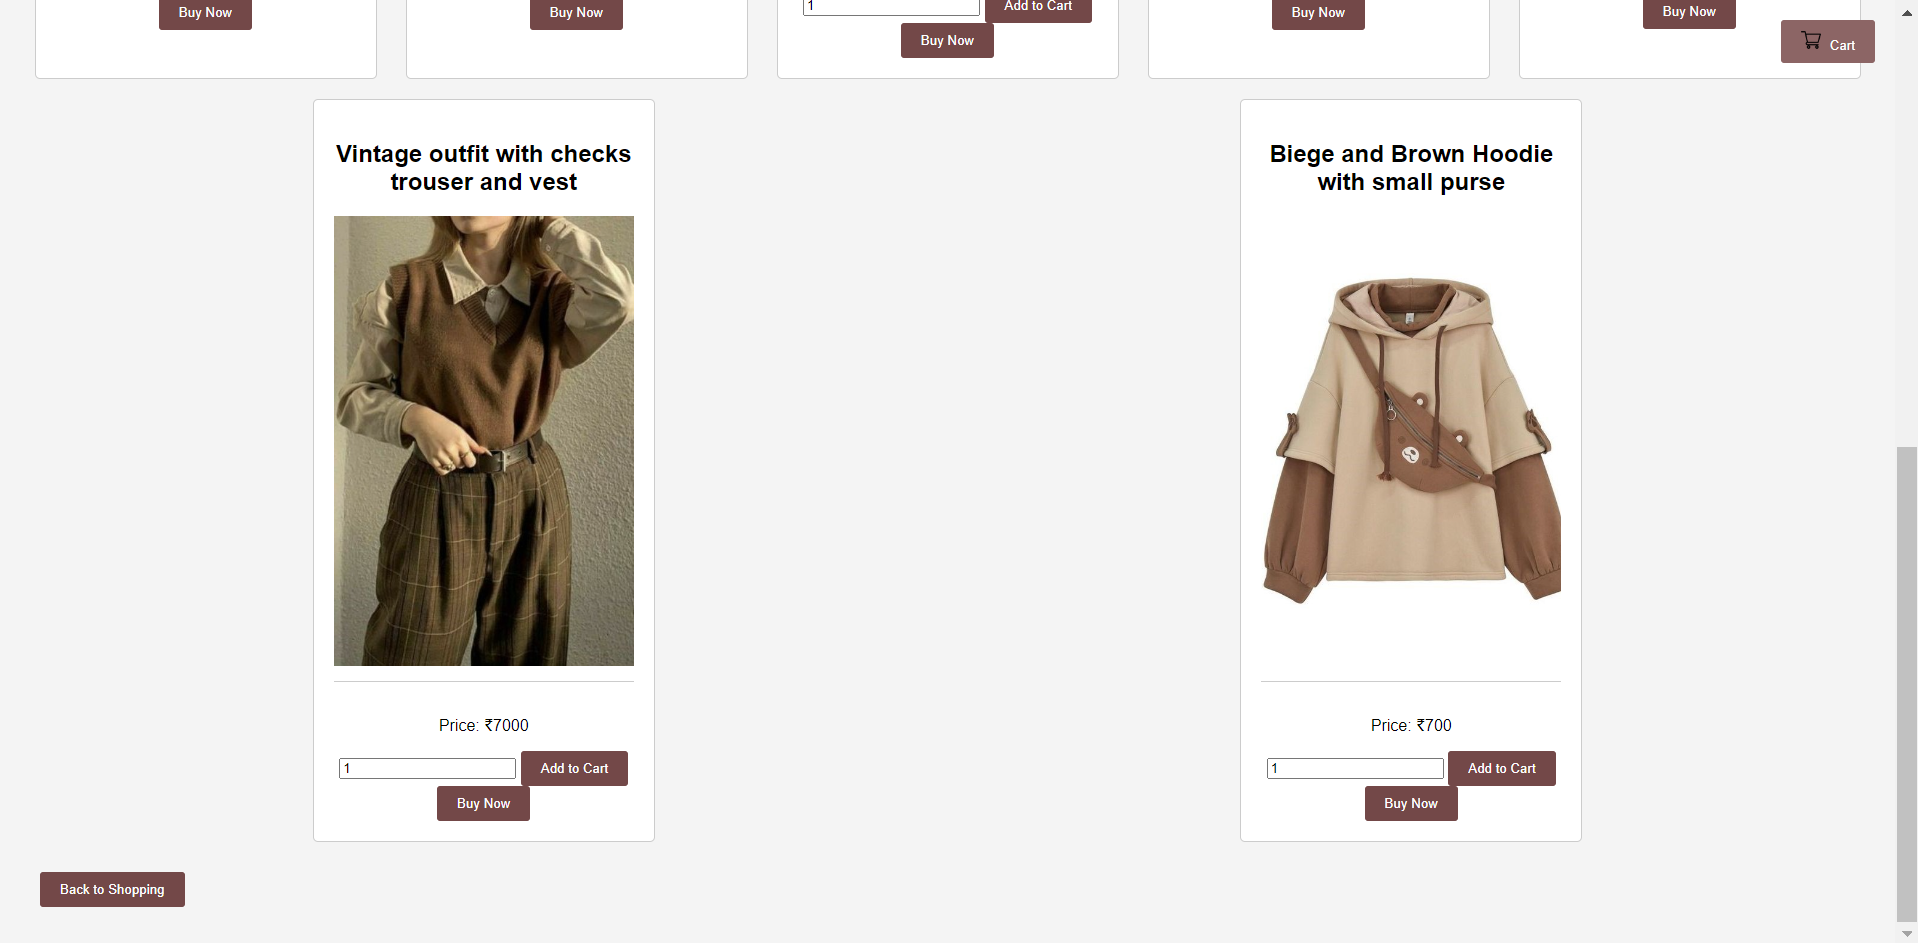 Buy Now
Buy Now
1
Add to Cart
Buy Now
Buy Now
Buy Now
Cart
Vintage outfit with checks
trouser and vest
Price: ₹7000
1
Add to Cart
Buy Now
Biege and Brown Hoodie
with small purse
Price: ₹700
1
Add to Cart
Buy Now
Back to Shopping